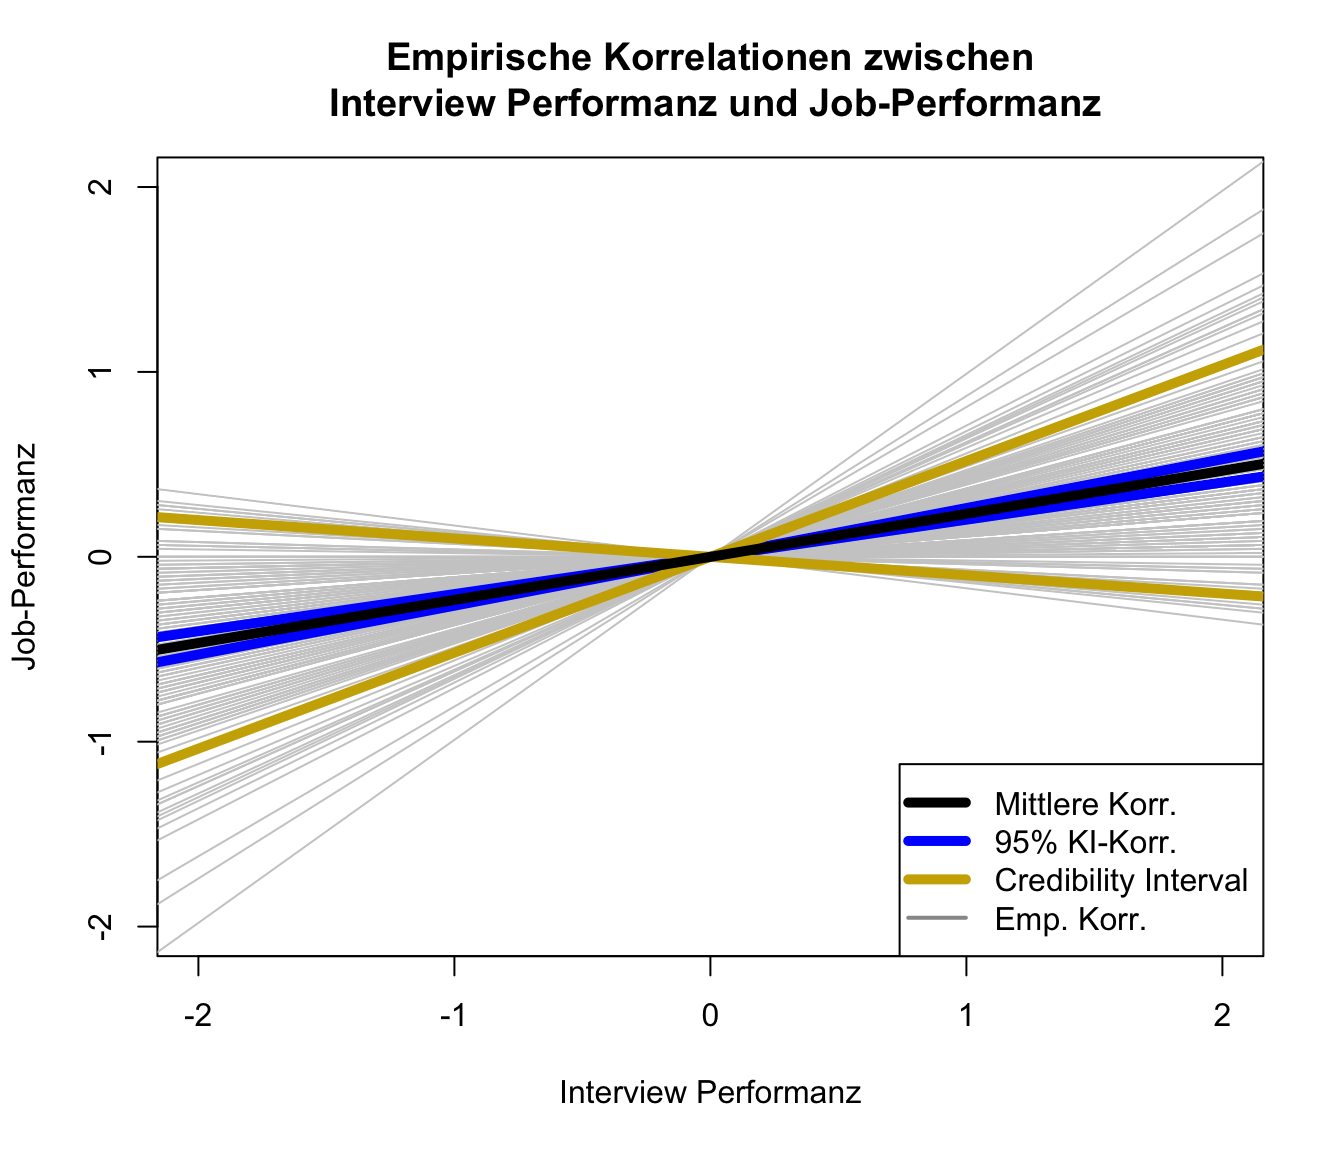 Empirische Korrelationen zwischen
Interview Performanz und Job-Performanz
Job-Performanz
2
1
0
-1
-2
Mittlere Korr.
95% KI-Korr.
Credibility Interval
Emp. Korr.
-2 -1 0 1 2
Interview Performanz